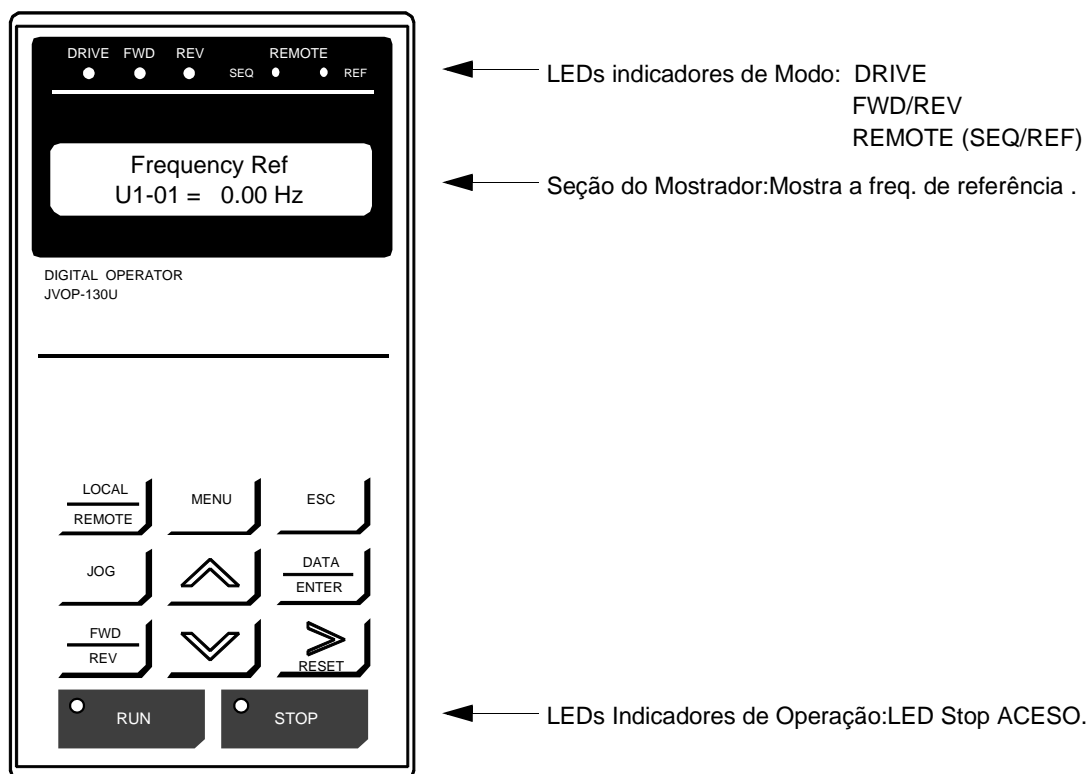 DRIVE FWD REV REMOTE
SEQ REF
LEDs indicadores de Modo: DRIVE
FWD/REV
REMOTE (SEQ/REF)
Frequency Ref
U1-01 = 0.00 Hz
Seção do Mostrador:Mostra a freq. de referência .
DIGITAL OPERATOR
JVOP-130U
LOCAL
REMOTE
MENU
ESC
JOG
DATA
ENTER
FWD
REV
RESET
RUN
STOP
LEDs Indicadores de Operação:LED Stop ACESO.